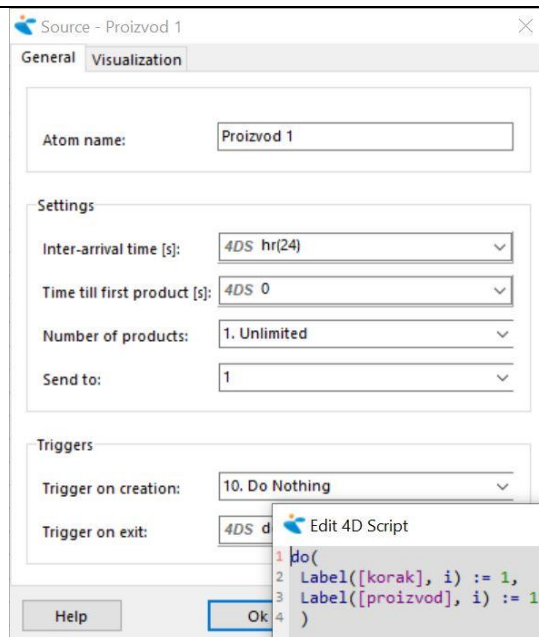 Source - Proizvod 1
General Visualization
Atom name: Proizvod 1
Settings
Inter-arrival time [s]: 4DS hr(24)
Time till first product [s]: 4DS 0
Number of products: 1. Unlimited
Send to: 1
Triggers
Trigger on creation: 10. Do Nothing
Trigger on exit: 4DS d
Edit 4D Script
1 do(
2 Label([korak], i) := 1,
3 Label([proizvod], i) := 1
4 )
Help Ok